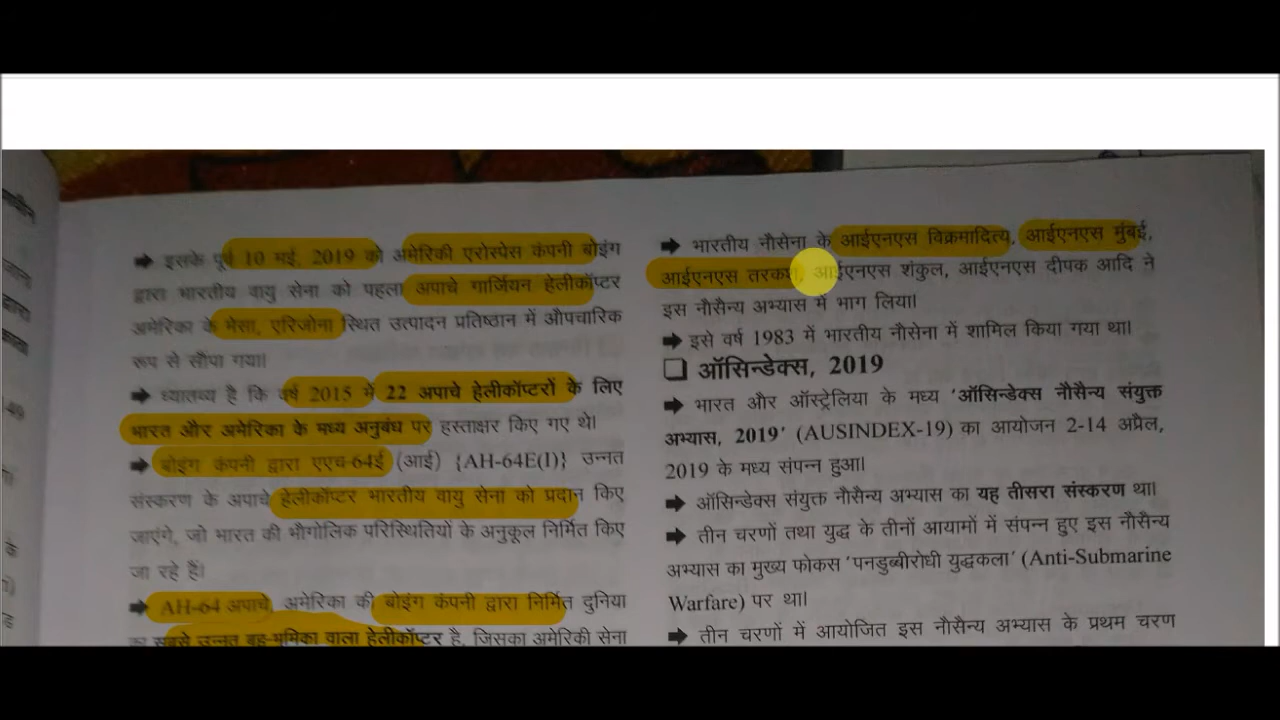 ➡ इसके पूर्व 10 मई, 2019 को अमेरिकी एरोस्पेस कंपनी बोइंग
द्वारा भारतीय वायु सेना को पहला अपाचे गार्जियन हेलीकॉप्टर
अमेरिका के मेसा, एरिजोना स्थित उत्पादन प्रतिष्ठान में औपचारिक
रूप से सौंपा गया।
➡ ध्यातव्य है कि वर्ष 2015 में 22 अपाचे हेलीकॉप्टरों के लिए
भारत और अमेरिका के मध्य अनुबंध पर हस्ताक्षर किए गए थे।
➡ बोइंग कंपनी द्वारा एएच-64ई (आई) {AH-64E(I)} उन्नत
संस्करण के अपाचे हेलीकॉप्टर भारतीय वायु सेना को प्रदान किए
जाएंगे, जो भारत की भौगोलिक परिस्थितियों के अनुकूल निर्मित किए
जा रहे हैं।
➡ AH-64 अपाचे, अमेरिका की बोइंग कंपनी द्वारा निर्मित दुनिया
का सबसे उन्नत बहु-भूमिका वाला हेलीकॉप्टर है, जिसका अमेरिकी सेना
➡ भारतीय नौसेना के आईएनएस विक्रमादित्य, आईएनएस मुंबई,
आईएनएस तरकश, आईएनएस शंकुल, आईएनएस दीपक आदि ने
इस नौसैन्य अभ्यास में भाग लिया।
➡ इसे वर्ष 1983 में भारतीय नौसेना में शामिल किया गया था।
❑ ऑसिन्डेक्स, 2019
➡ भारत और ऑस्ट्रेलिया के मध्य 'ऑसिन्डेक्स नौसैन्य संयुक्त
अभ्यास, 2019' (AUSINDEX-19) का आयोजन 2-14 अप्रैल,
2019 के मध्य संपन्न हुआ।
➡ ऑसिन्डेक्स संयुक्त नौसैन्य अभ्यास का यह तीसरा संस्करण था।
➡ तीन चरणों तथा युद्ध के तीनों आयामों में संपन्न हुए इस नौसैन्य
अभ्यास का मुख्य फोकस 'पनडुब्बीरोधी युद्धकला' (Anti-Submarine
Warfare) पर था।
➡ तीन चरणों में आयोजित इस नौसैन्य अभ्यास के प्रथम चरण